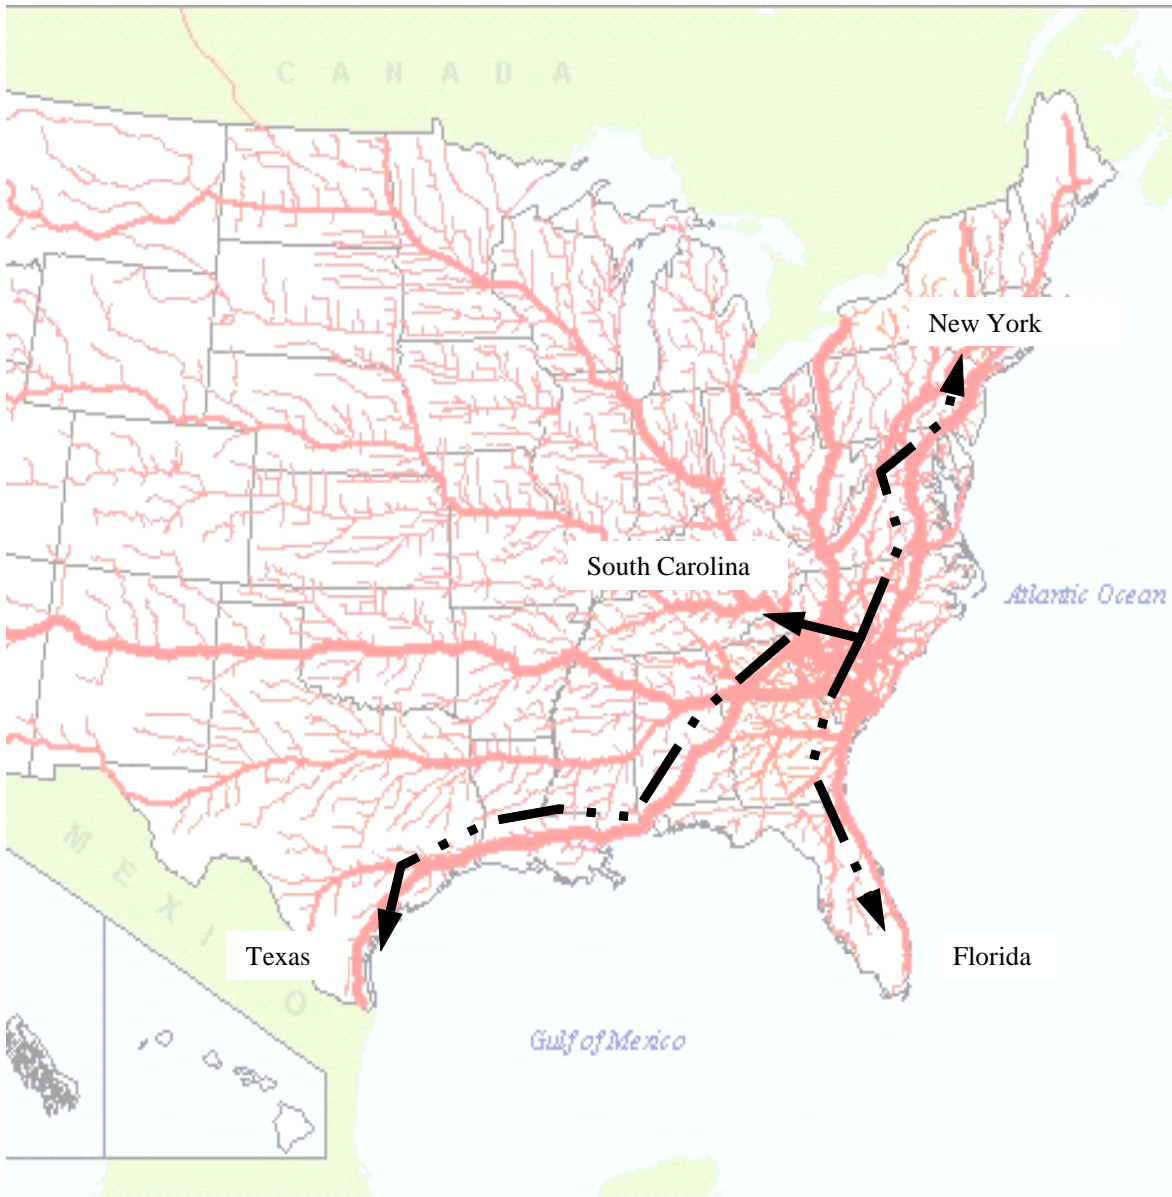 C A N A D A
New York
South Carolina
Atlantic Ocean
M E X I O
Texas
Florida
Gulf of Mexico